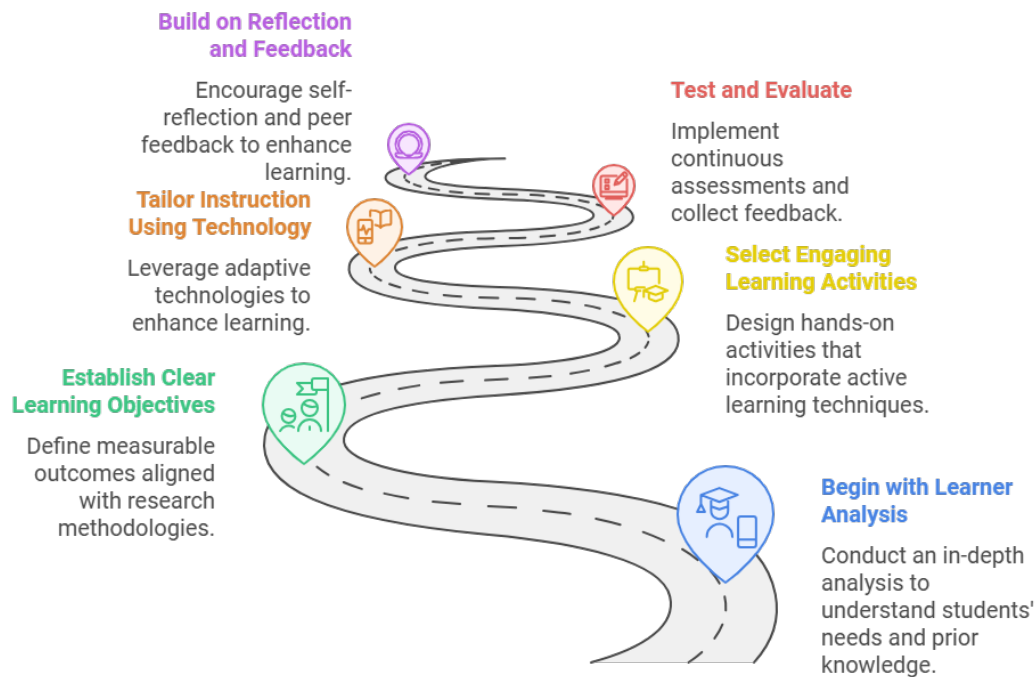 Build on Reflection
and Feedback
Encourage self-
reflection and peer
feedback to enhance
learning.
Test and Evaluate
Implement
continuous
assessments and
collect feedback.
Tailor Instruction
Using Technology
Leverage adaptive
technologies to
enhance learning.
Select Engaging
Learning Activities
Design hands-on
activities that
incorporate active
learning techniques.
Establish Clear
Learning Objectives
Define measurable
outcomes aligned
with research
methodologies.
Begin with Learner
Analysis
Conduct an in-depth
analysis to
understand students'
needs and prior
knowledge.